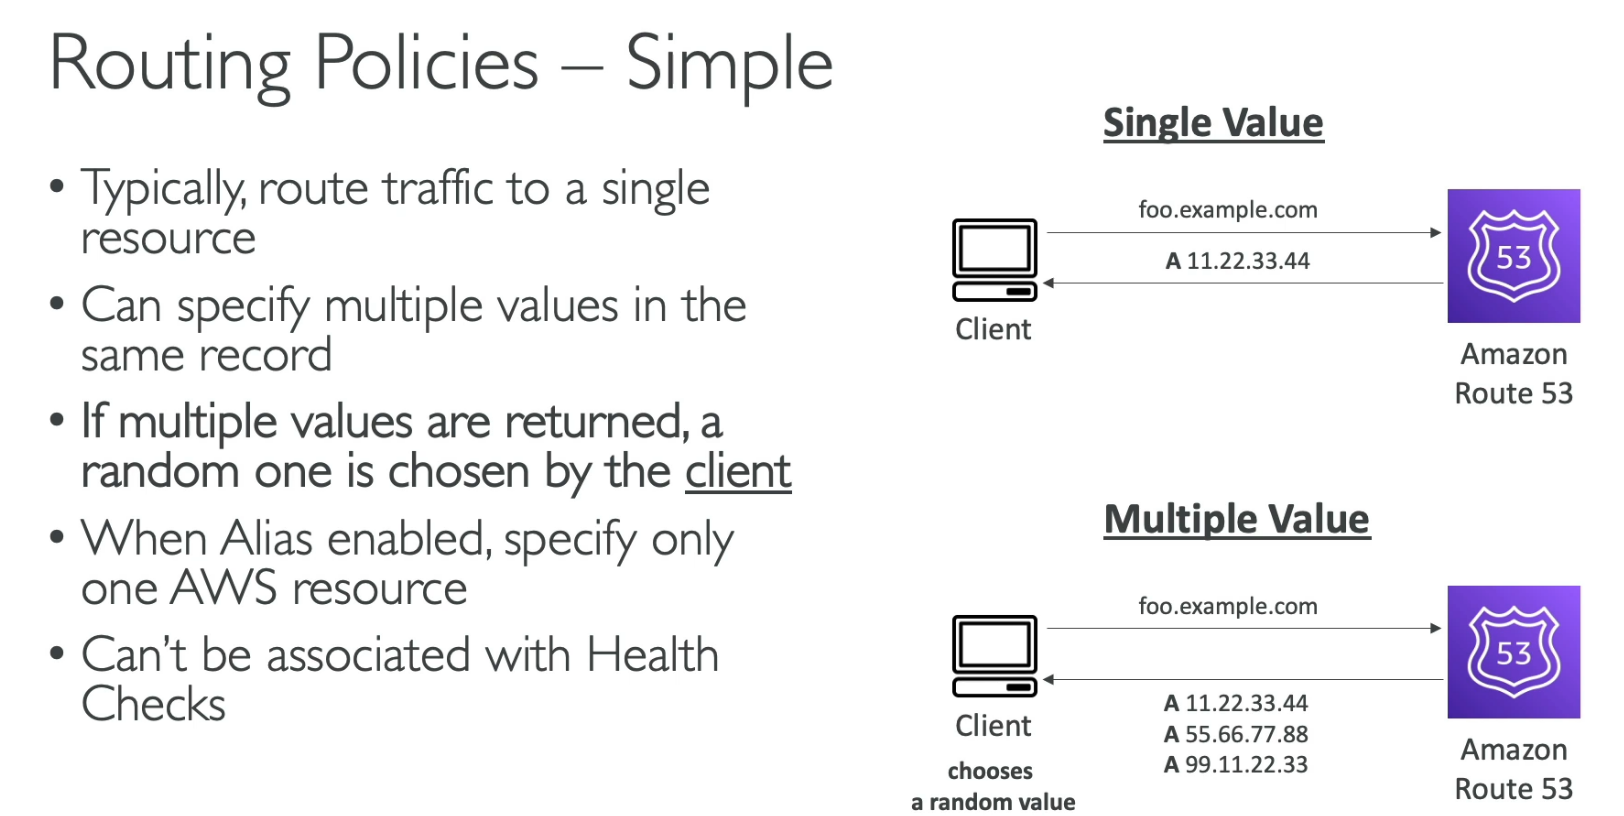 Routing Policies – Simple
• Typically, route traffic to a single
resource
• Can specify multiple values in the
same record
• If multiple values are returned, a
random one is chosen by the client
• When Alias enabled, specify only
one AWS resource
• Can't be associated with Health
Checks
Single Value
foo.example.com
A 11.22.33.44
53
Client
Amazon
Route 53
Multiple Value
foo.example.com
53
A 11.22.33.44
A 55.66.77.88
A 99.11.22.33
Client
chooses
a random value
Amazon
Route 53